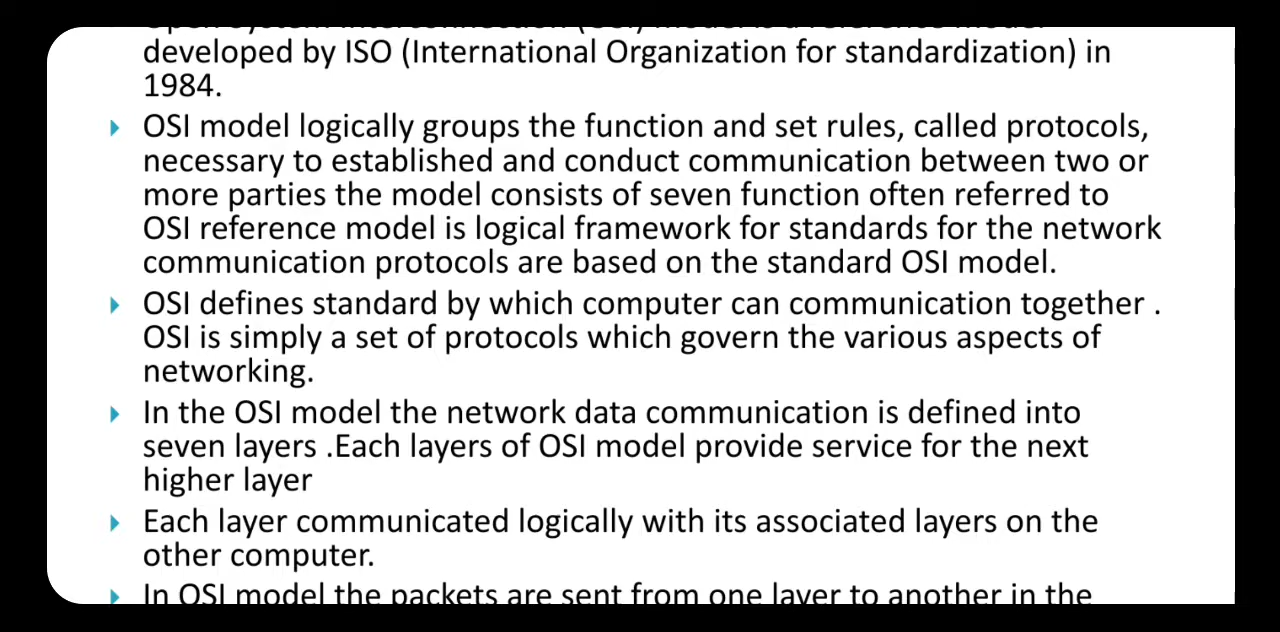 developed by ISO (International Organization for standardization) in
1984.
OSI model logically groups the function and set rules, called protocols,
necessary to established and conduct communication between two or
more parties the model consists of seven function often referred to
OSI reference model is logical framework for standards for the network
communication protocols are based on the standard OSI model.
OSI defines standard by which computer can communication together .
OSI is simply a set of protocols which govern the various aspects of
networking.
In the OSI model the network data communication is defined into
seven layers .Each layers of OSI model provide service for the next
higher layer
Each layer communicated logically with its associated layers on the
other computer.
In OSI model the packets are sent from one layer to another in the